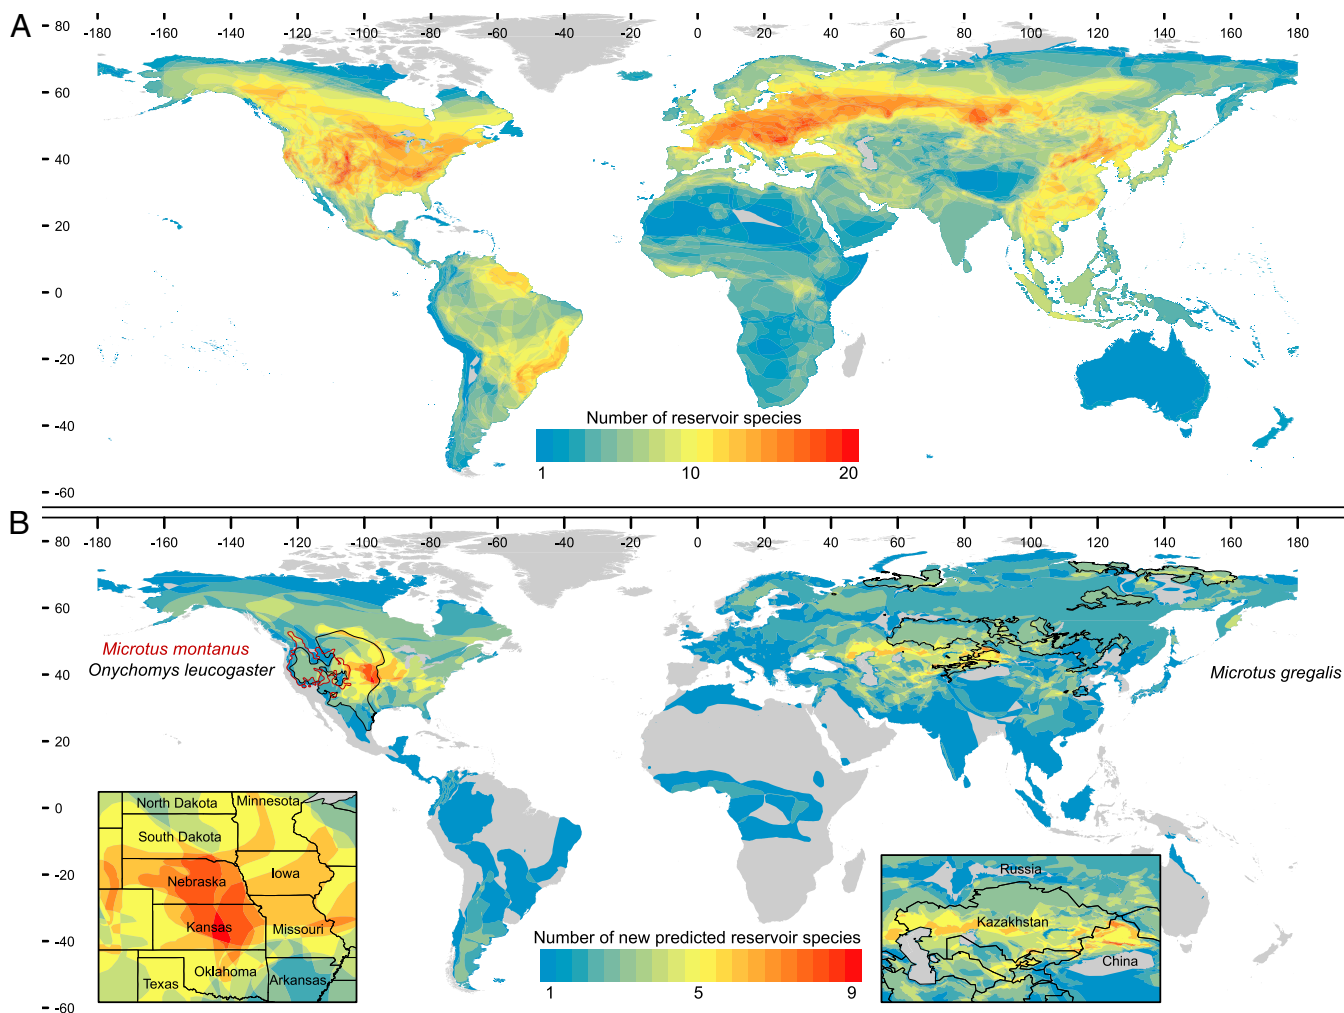 A
80
-180 -160 -140 -120 -100 -80 -60 -40 -20 0 20 40 60 80 100 120 140 160 180
60
40
20
0
-20
-40
-60
Number of reservoir species
1 10 20
B
80
-180 -160 -140 -120 -100 -80 -60 -40 -20 0 20 40 60 80 100 120 140 160 180
60
40
20
0
-20
-40
-60
Microtus montanus
Onychomys leucogaster
Microtus gregalis
North Dakota
Minnesota
South Dakota
Nebraska
Iowa
Kansas
Missouri
Oklahoma
Texas
Arkansas
Number of new predicted reservoir species
1 5 9
Russia
Kazakhstan
China